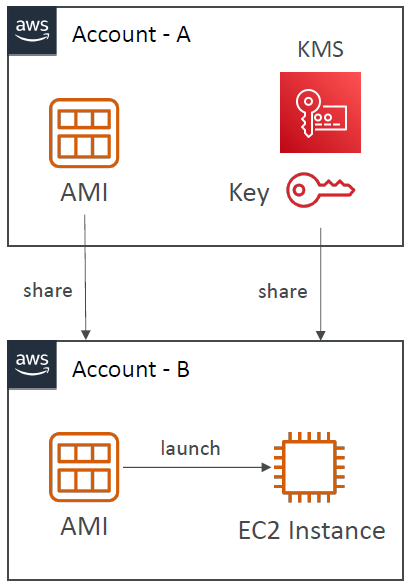 aws
Account - A
KMS
AMI
Key
share
share
aws
Account - B
launch
AMI
EC2 Instance